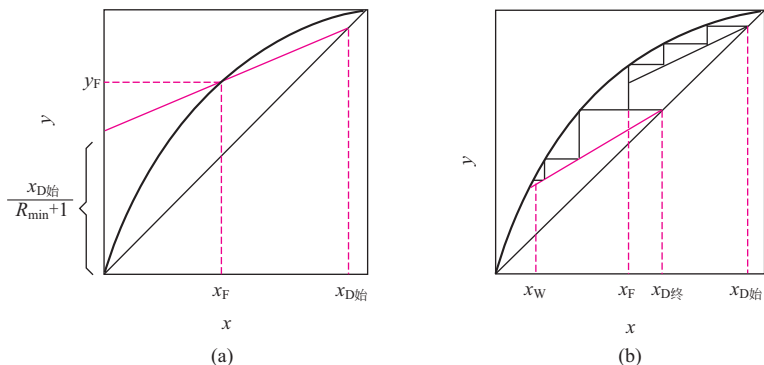 y_F
y
x_D始
R_min+1
x_F
x_D始
x
(a)
y
x_W
x_F
x_D终
x_D始
x
(b)